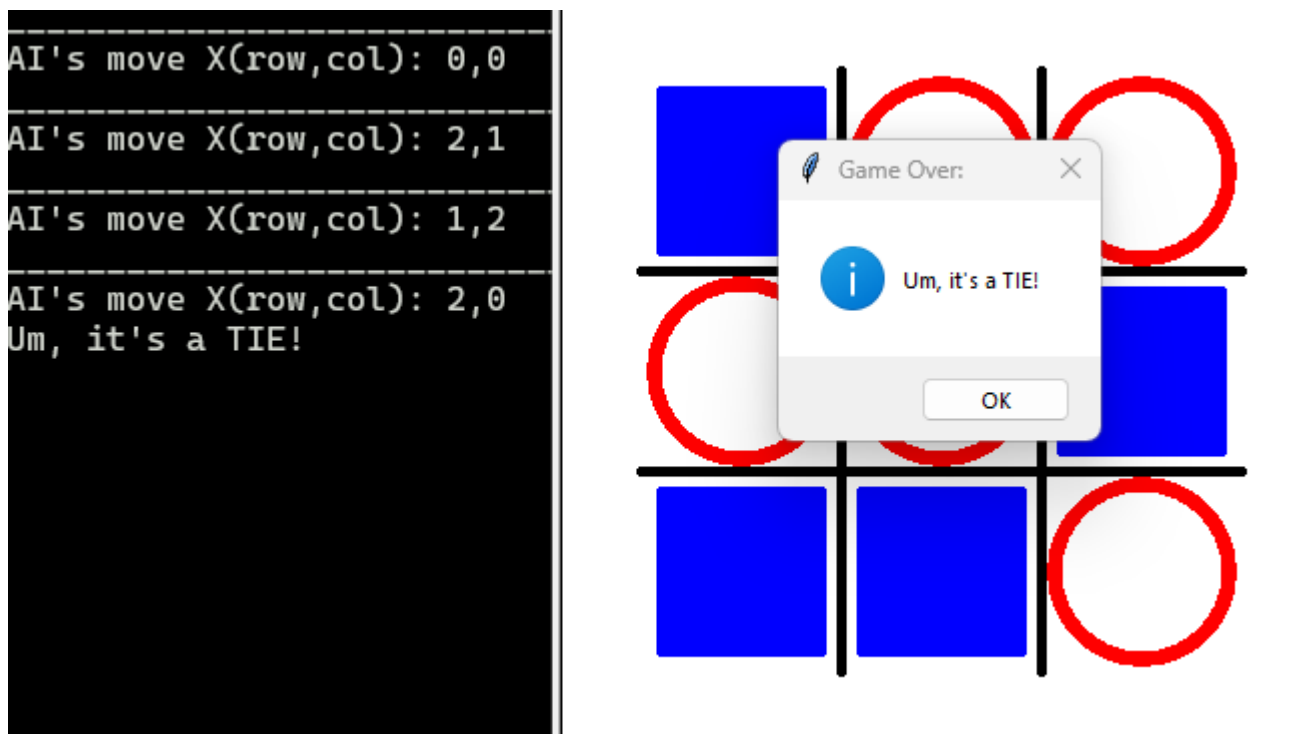 AI's move X(row,col): 0,0
AI's move X(row,col): 2,1
AI's move X(row,col): 1,2
AI's move X(row,col): 2,0
Um, it's a TIE!
Game Over:
Um, it's a TIE!
OK